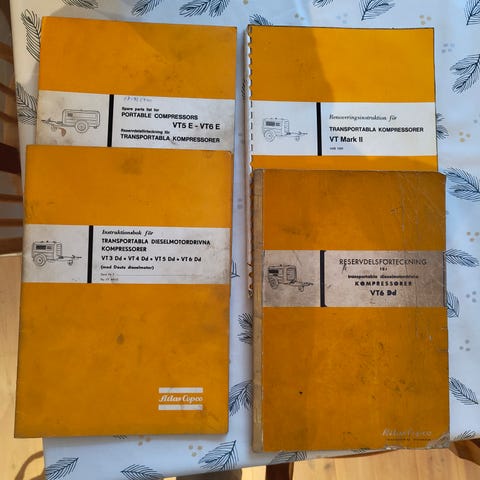 Spare parts list for
PORTABLE COMPRESSORS
VT5 E - VT6 E
Reservdelsförteckning för
TRANSPORTABLA KOMPRESSORER
Renoveringsinstruktion för
TRANSPORTABLA KOMPRESSORER
VT Mark II
Instruktionsbok för
TRANSPORTABLA DIESELMOTORDRIVNA
KOMPRESSORER
VT 3 Dd • VT 4 Dd • VT 5 Dd • VT 6 Dd
(med Deutz dieselmotor)
Atlas Copco
RESERVDELSFÖRTECKNING
för
transportabla dieselmotordrivna
KOMPRESSORER
VT6 Dd
Atlas Copco